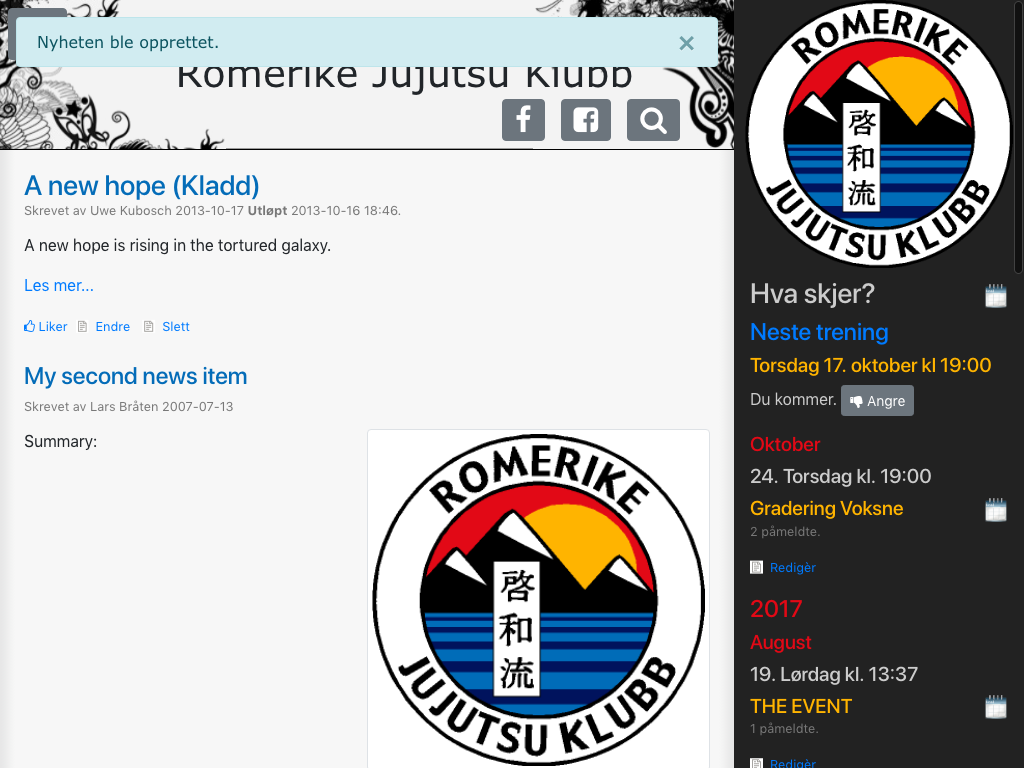 Nyheten ble opprettet.
×
Romerike Jujutsu Klubb
A new hope (Kladd)
Skrevet av Uwe Kubosch 2013-10-17 Utløpt 2013-10-16 18:46.
A new hope is rising in the tortured galaxy.
Les mer...
Liker Endre Slett
My second news item
Skrevet av Lars Bråten 2007-07-13
Summary:
ROMERIKE
啓和流
JUJUTSU KLUBB
ROMERIKE
啓和流
JUJUTSU KLUBB
Hva skjer?
Neste trening
Torsdag 17. oktober kl 19:00
Du kommer. Angre
Oktober
24. Torsdag kl. 19:00
Gradering Voksne
2 påmeldte.
Redigèr
2017
August
19. Lørdag kl. 13:37
THE EVENT
1 påmeldte.
Redigèr